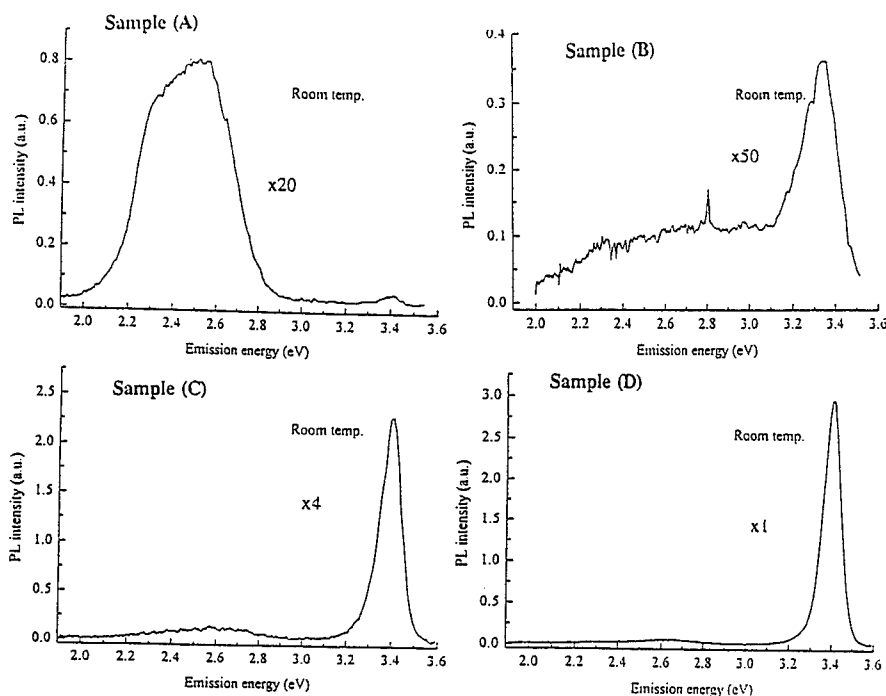 Sample (A)
0.8
0.6
0.4
0.2
0.0
PL intensity (a.u.)
Room temp.
x20
2.0 2.2 2.6 2.8 3.2 3.4 3.6
Emission energy (eV)
Sample (B)
0.4
0.3
0.2
0.1
0.0
PL intensity (a.u.)
Room temp.
x50
2.0 2.2 2.4 2.6 2.8 3.0 3.2 3.4 3.6
Emission energy (eV)
Sample (C)
2.5
2.0
1.5
1.0
0.5
0.0
PL intensity (a.u.)
Room temp.
x4
2.0 2.2 2.4 2.6 2.8 3.0 3.2 3.4 3.6
Emission energy (eV)
Sample (D)
3.0
2.5
2.0
1.5
1.0
0.5
0.0
PL intensity (a.u.)
Room temp.
x1
2.0 2.2 2.4 2.6 2.8 3.0 3.2 3.4 3.6
Emission energy (eV)